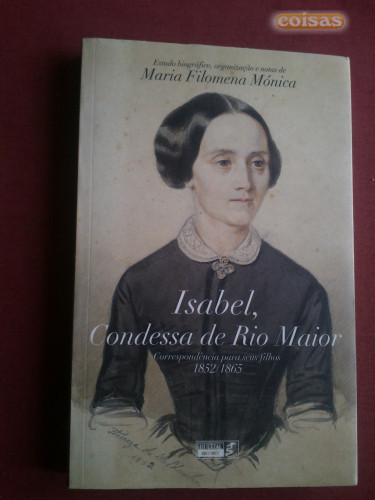 coisas
Estudo biográfico, organização e notas de
Maria Filomena Mónica
Isabel,
Condessa de Rio Maior
Correspondência para seus filhos
1852/1865
1852